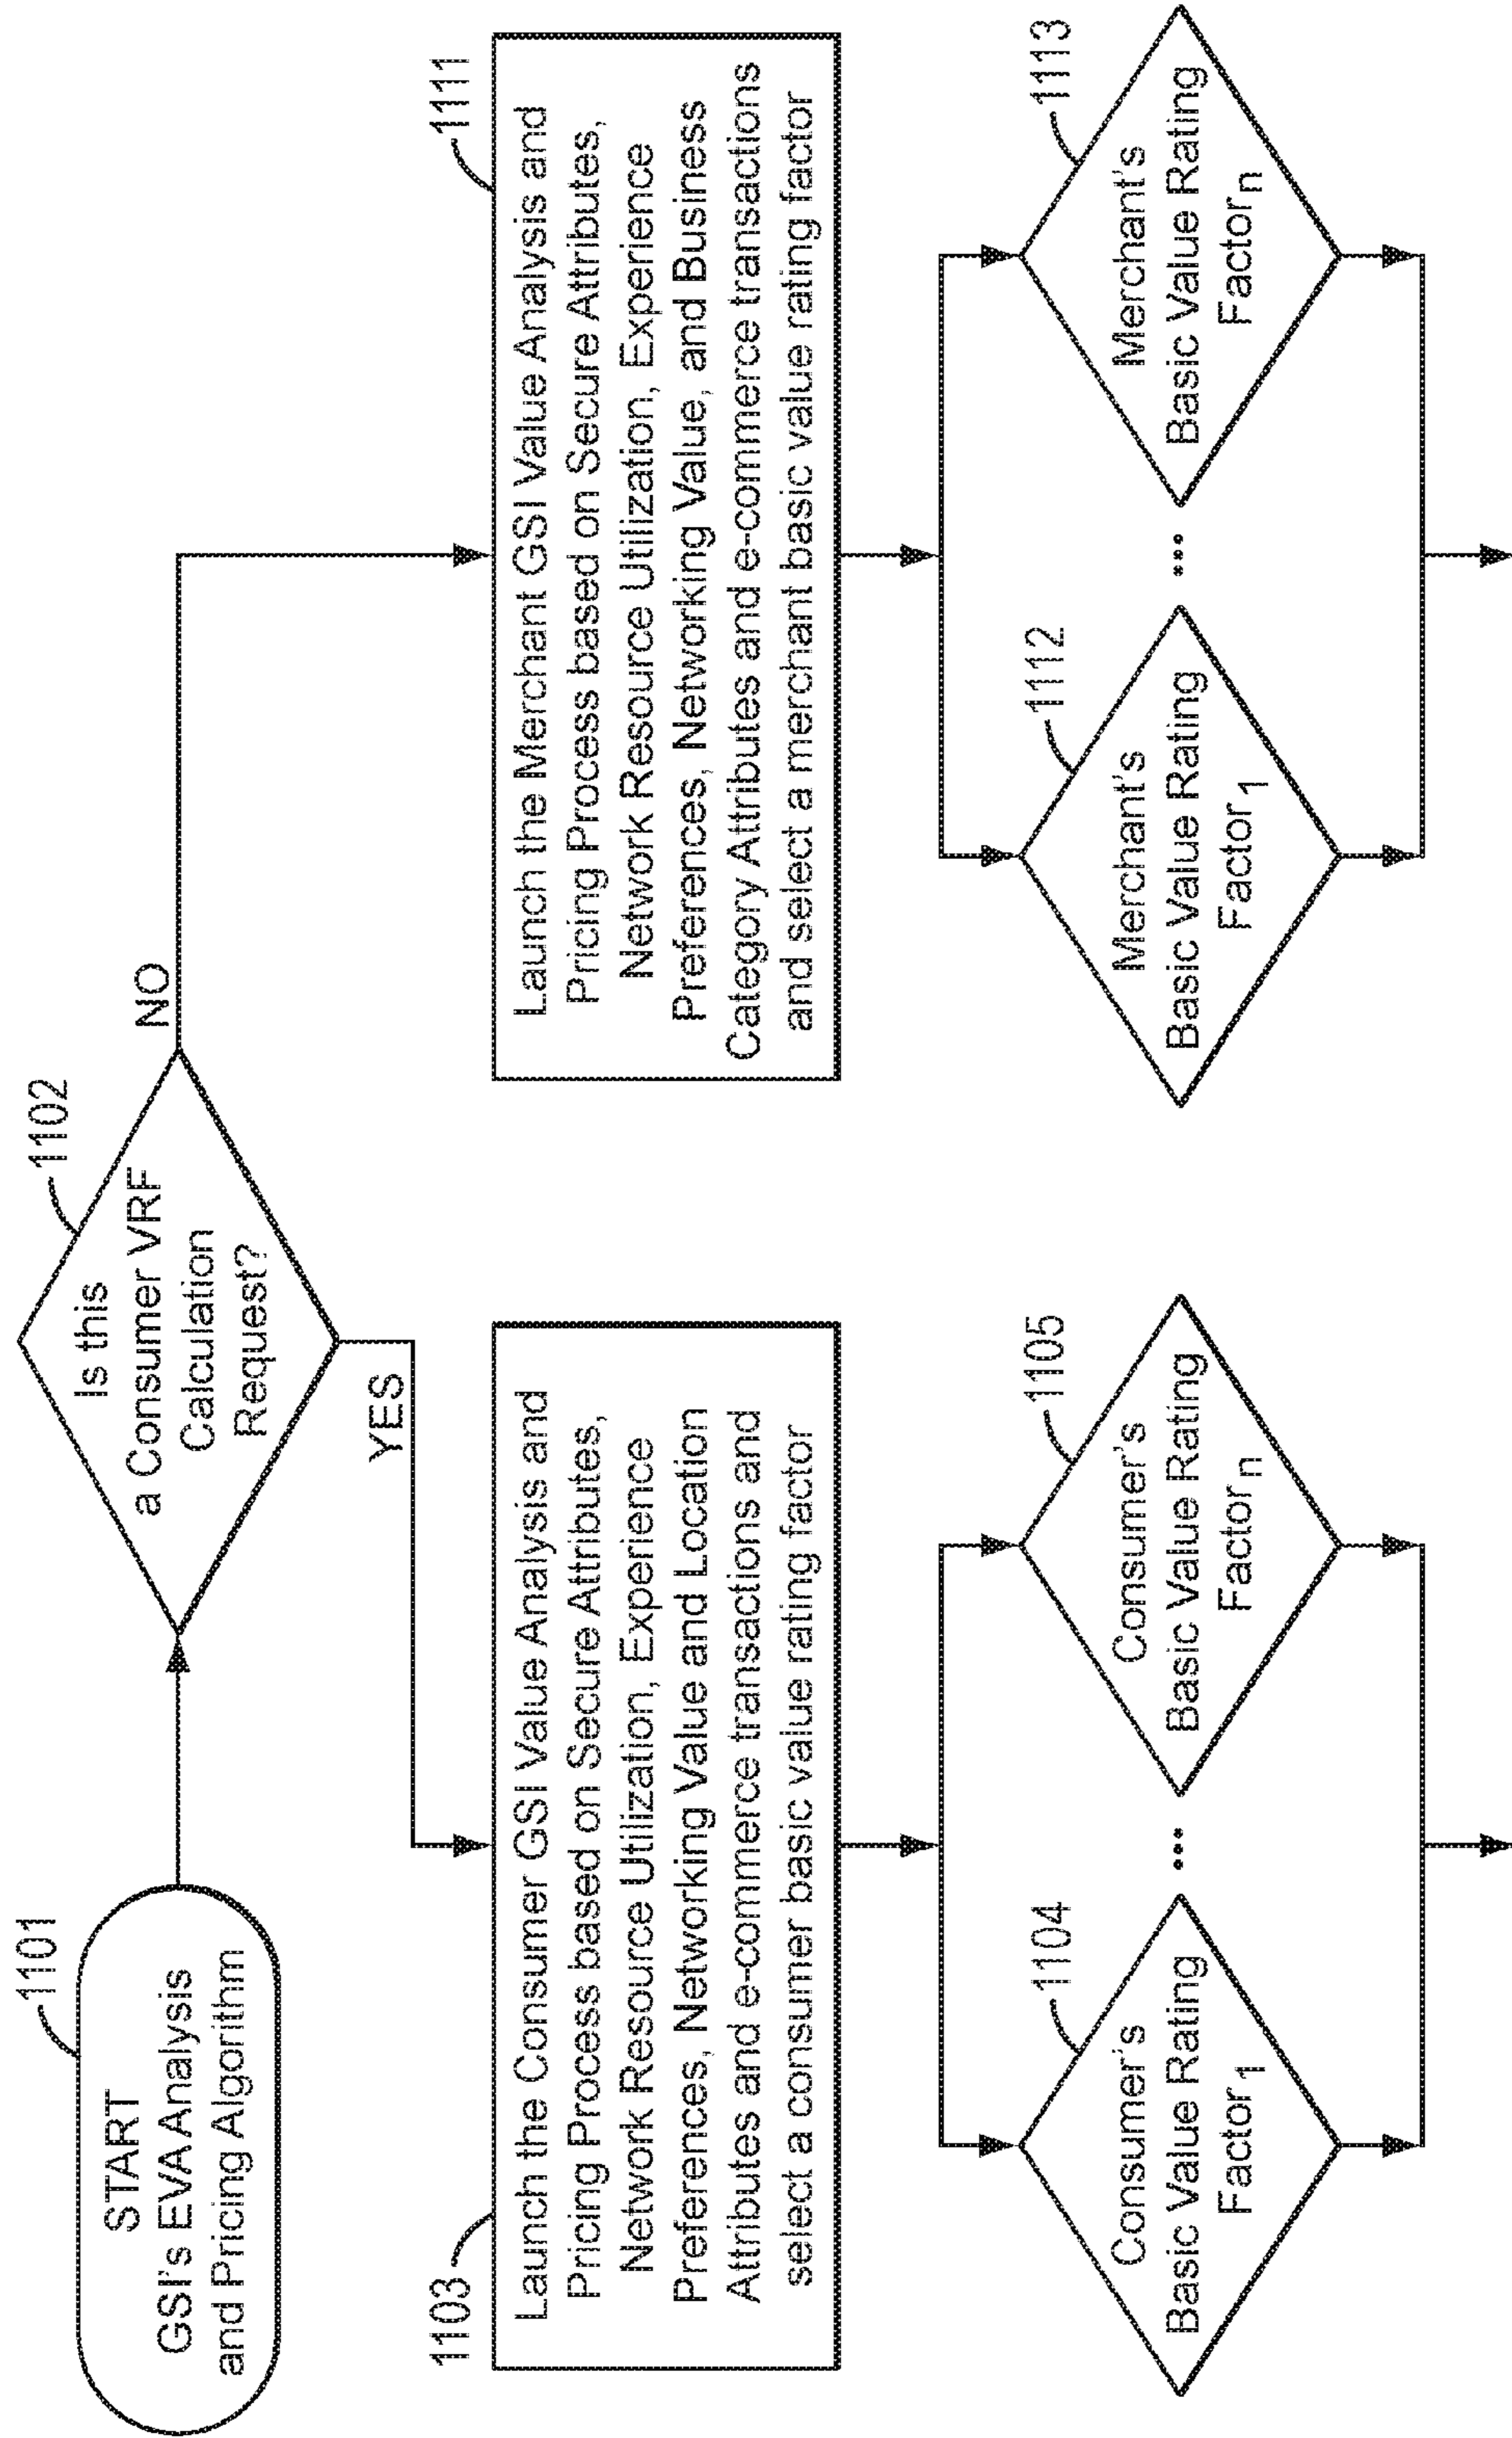 1101
START
GSI's EVA Analysis
and Pricing Algorithm
1102
Is this
a Consumer VRF
Calculation
Request?
NO
YES
1103
Launch the Consumer GSI Value Analysis and
Pricing Process based on Secure Attributes,
Network Resource Utilization, Experience
Preferences, Networking Value and Location
Attributes and e-commerce transactions and
select a consumer basic value rating factor
1111
Launch the Merchant GSI Value Analysis and
Pricing Process based on Secure Attributes,
Network Resource Utilization, Experience
Preferences, Networking Value, and Business
Category Attributes and e-commerce transactions
and select a merchant basic value rating factor
1104
Consumer's
Basic Value Rating
Factor1
...
1105
Consumer's
Basic Value Rating
Factorn
1112
Merchant's
Basic Value Rating
Factor1
...
1113
Merchant's
Basic Value Rating
Factorn